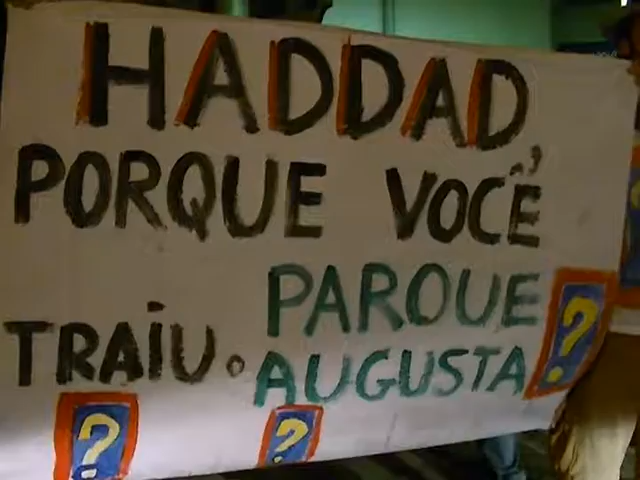 HADDAD,
PORQUE VOCÊ
TRAIU o PARQUE
AUGUSTA ?
? ?